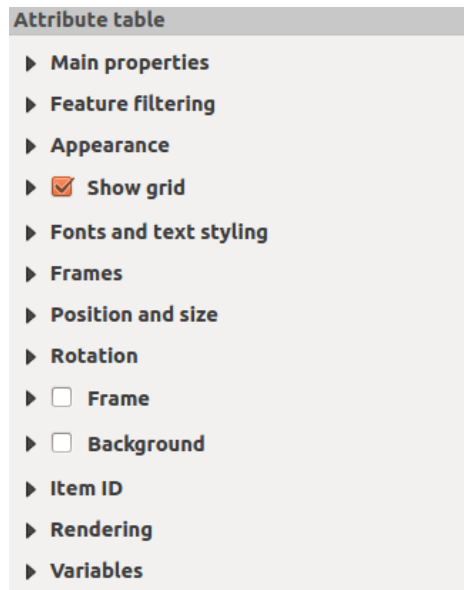 Attribute table
Main properties
Feature filtering
Appearance
Show grid
Fonts and text styling
Frames
Position and size
Rotation
Frame
Background
Item ID
Rendering
Variables